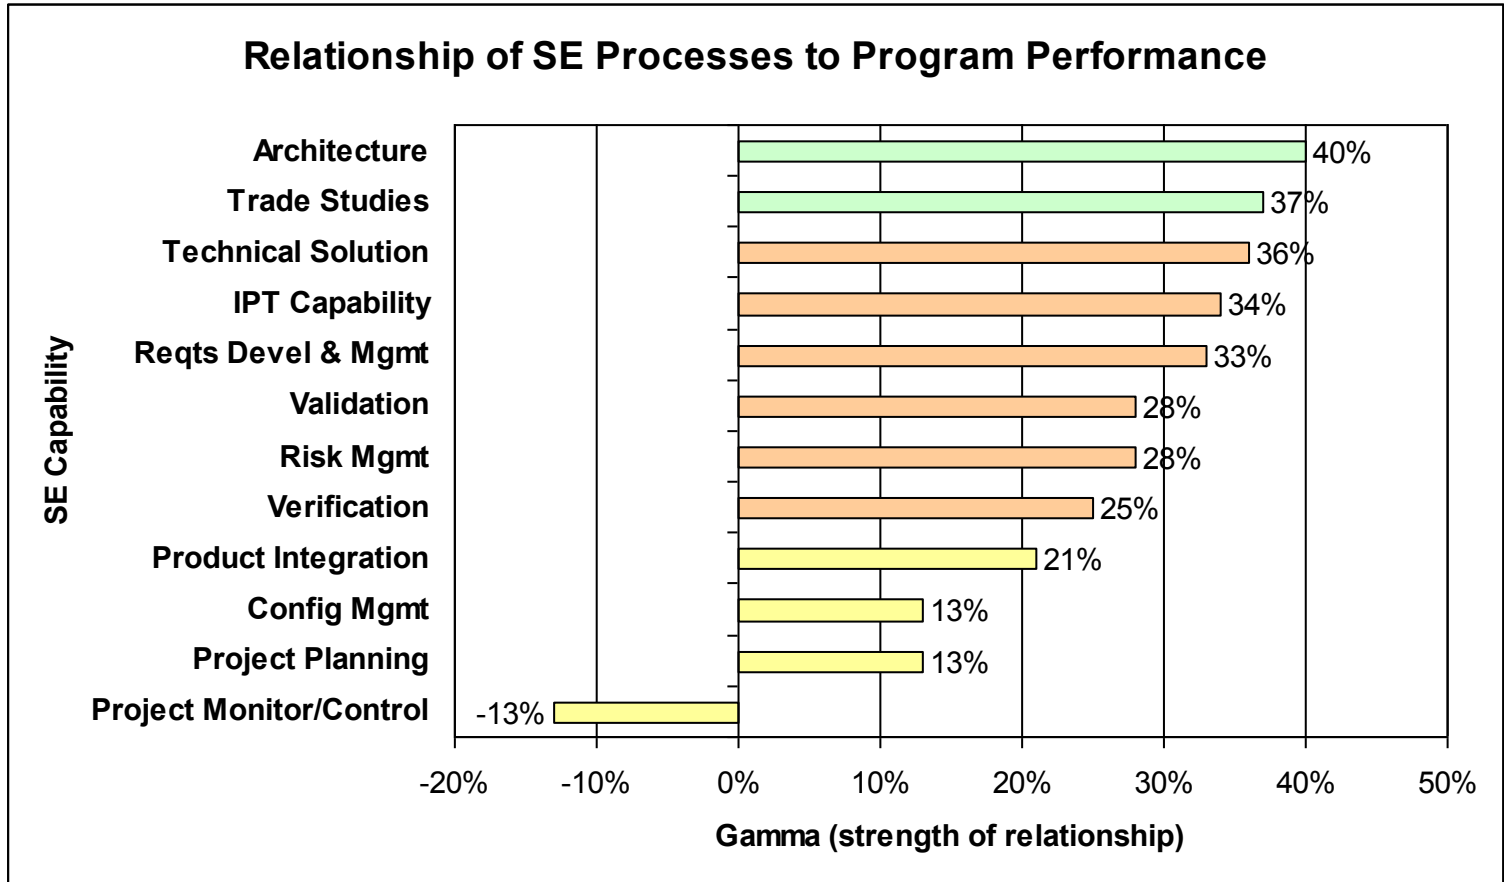 Relationship of SE Processes to Program Performance
SE Capability
Architecture 40%
Trade Studies 37%
Technical Solution 36%
IPT Capability 34%
Reqts Devel & Mgmt 33%
Validation 28%
Risk Mgmt 28%
Verification 25%
Product Integration 21%
Config Mgmt 13%
Project Planning 13%
Project Monitor/Control -13%
-20% -10% 0% 10% 20% 30% 40% 50%
Gamma (strength of relationship)